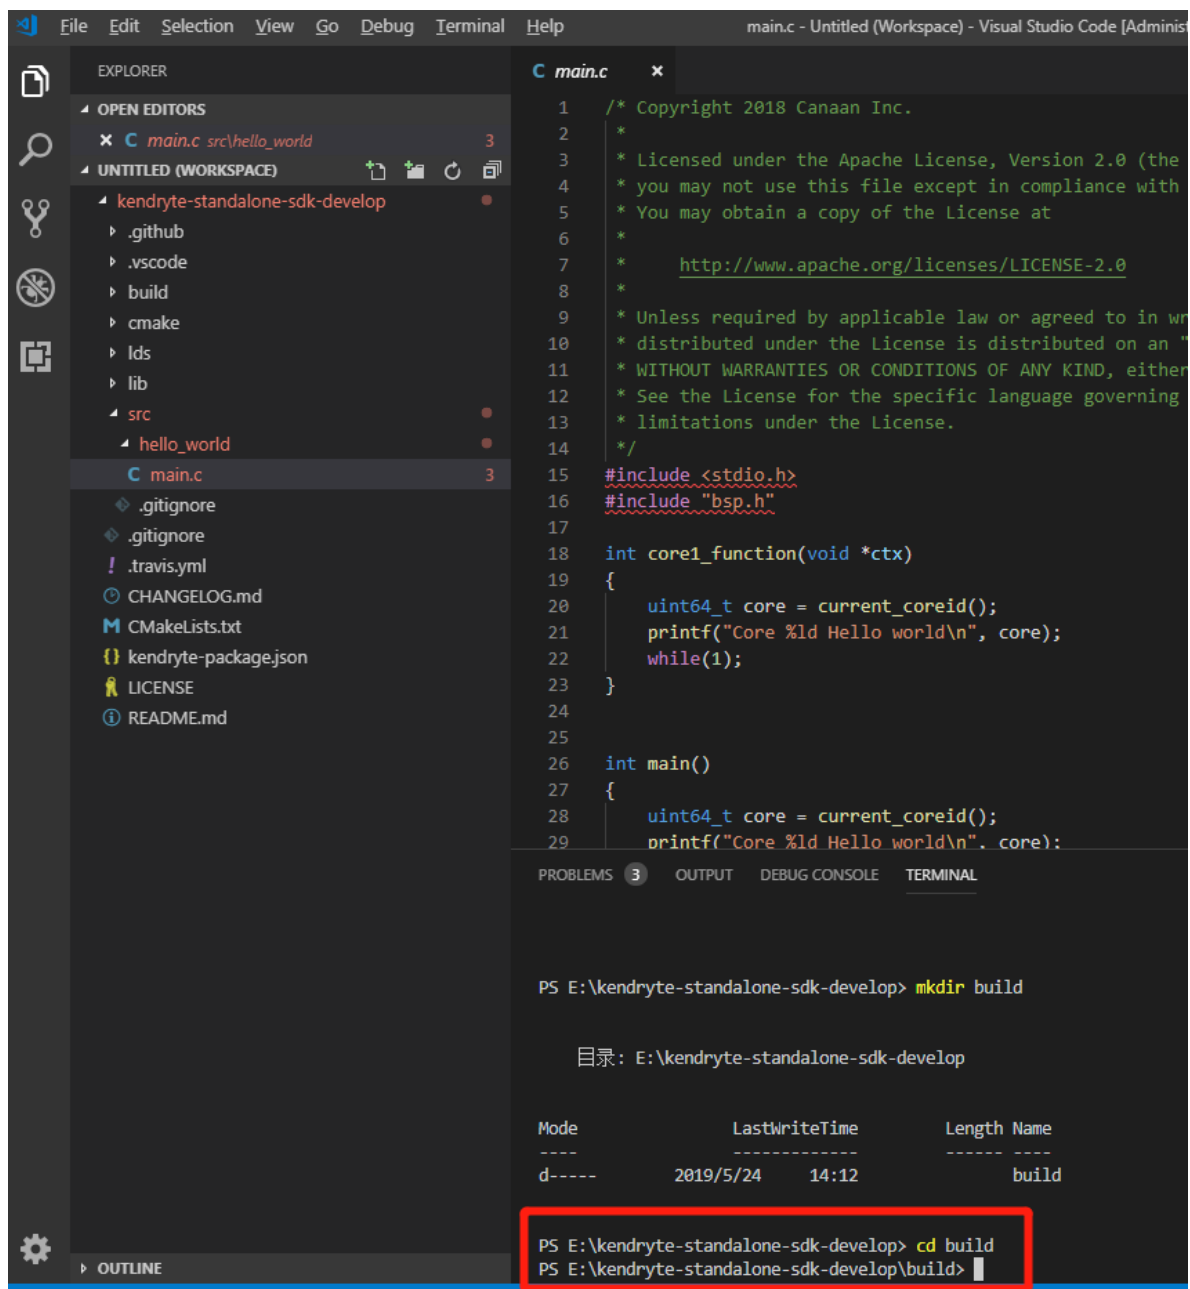 File Edit Selection View Go Debug Terminal Help main.c - Untitled (Workspace) - Visual Studio Code [Administ
EXPLORER
OPEN EDITORS
C main.c src\hello_world 3
UNTITLED (WORKSPACE)
kendryte-standalone-sdk-develop
.github
.vscode
build
cmake
lds
lib
src
hello_world
C main.c 3
.gitignore
.gitignore
! .travis.yml
CHANGELOG.md
M CMakeLists.txt
{} kendryte-package.json
LICENSE
README.md
OUTLINE
C main.c
1 /* Copyright 2018 Canaan Inc.
2 *
3 * Licensed under the Apache License, Version 2.0 (the
4 * you may not use this file except in compliance with
5 * You may obtain a copy of the License at
6 *
7 * http://www.apache.org/licenses/LICENSE-2.0
8 *
9 * Unless required by applicable law or agreed to in wr
10 * distributed under the License is distributed on an "
11 * WITHOUT WARRANTIES OR CONDITIONS OF ANY KIND, either
12 * See the License for the specific language governing
13 * limitations under the License.
14 */
15 #include <stdio.h>
16 #include "bsp.h"
17
18 int core1_function(void *ctx)
19 {
20 uint64_t core = current_coreid();
21 printf("Core %ld Hello world\n", core);
22 while(1);
23 }
24
25
26 int main()
27 {
28 uint64_t core = current_coreid();
29 printf("Core %ld Hello world\n", core);
PROBLEMS 3 OUTPUT DEBUG CONSOLE TERMINAL
PS E:\kendryte-standalone-sdk-develop> mkdir build
目录: E:\kendryte-standalone-sdk-develop
Mode LastWriteTime Length Name
---- ------------- ------ ----
d----- 2019/5/24 14:12 build
PS E:\kendryte-standalone-sdk-develop> cd build
PS E:\kendryte-standalone-sdk-develop\build>